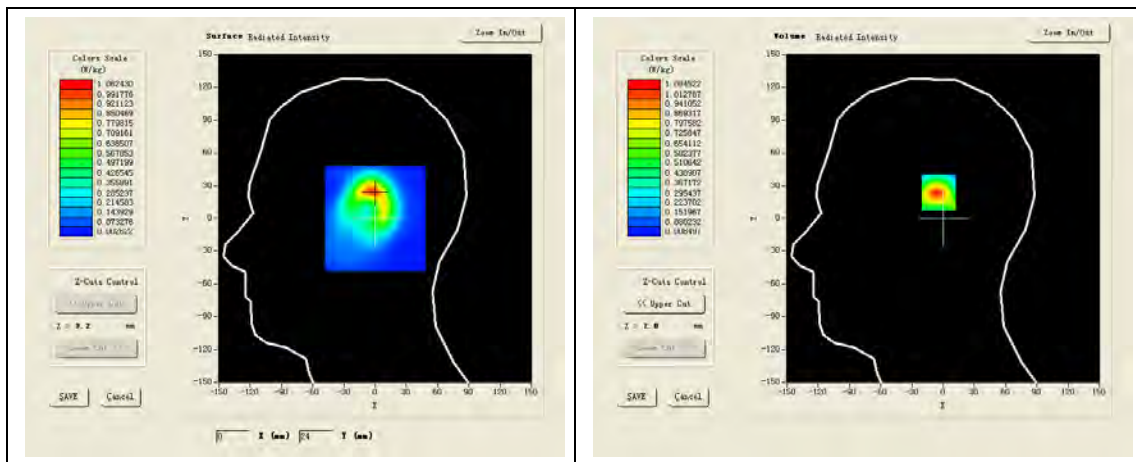 Surface Radiated Intensity
Zoom In/Out
Colors Scale
(W/kg)
1.062430
0.991776
0.921123
0.850469
0.779815
0.709161
0.638507
0.567853
0.497199
0.426545
0.355891
0.285237
0.214583
0.143929
0.073276
150
120
90
60
30
0
-30
-60
-90
-120
-150
-150 -120 -90 -60 -30 0 30 60 90 120 150
Z-Cuts Control
<< Upper Cut
mm
SAVE Cancel
0 X (mm) 24 Y (mm)
Volume Radiated Intensity
Zoom In/Out
Colors Scale
(W/kg)
1.084522
1.012787
0.941052
0.869317
0.797582
0.725847
0.654112
0.582377
0.510642
0.438907
0.367172
0.295437
0.223702
0.151967
0.080232
150
120
90
60
30
0
-30
-60
-90
-120
-150
-150 -120 -90 -60 -30 0 30 60 90 120 150
Z-Cuts Control
<< Upper Cut
mm
SAVE Cancel